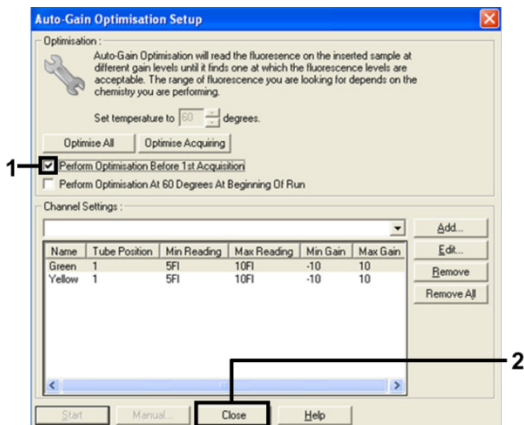 Auto-Gain Optimisation Setup
Optimisation :
Auto-Gain Optimisation will read the fluoresence on the inserted sample at
different gain levels until it finds one at which the fluorescence levels are
acceptable. The range of fluorescence you are looking for depends on the
chemistry you are performing.
Set temperature to 60 degrees.
Optimise All Optimise Acquiring
1 Perform Optimisation Before 1st Acquisition
Perform Optimisation At 60 Degrees At Beginning Of Run
Channel Settings :
Add...
Name Tube Position Min Reading Max Reading Min Gain Max Gain Edit...
Green 1 5Fl 10Fl -10 10 Remove
Yellow 1 5Fl 10Fl -10 10
Remove All
2
Start Manual... Close Help